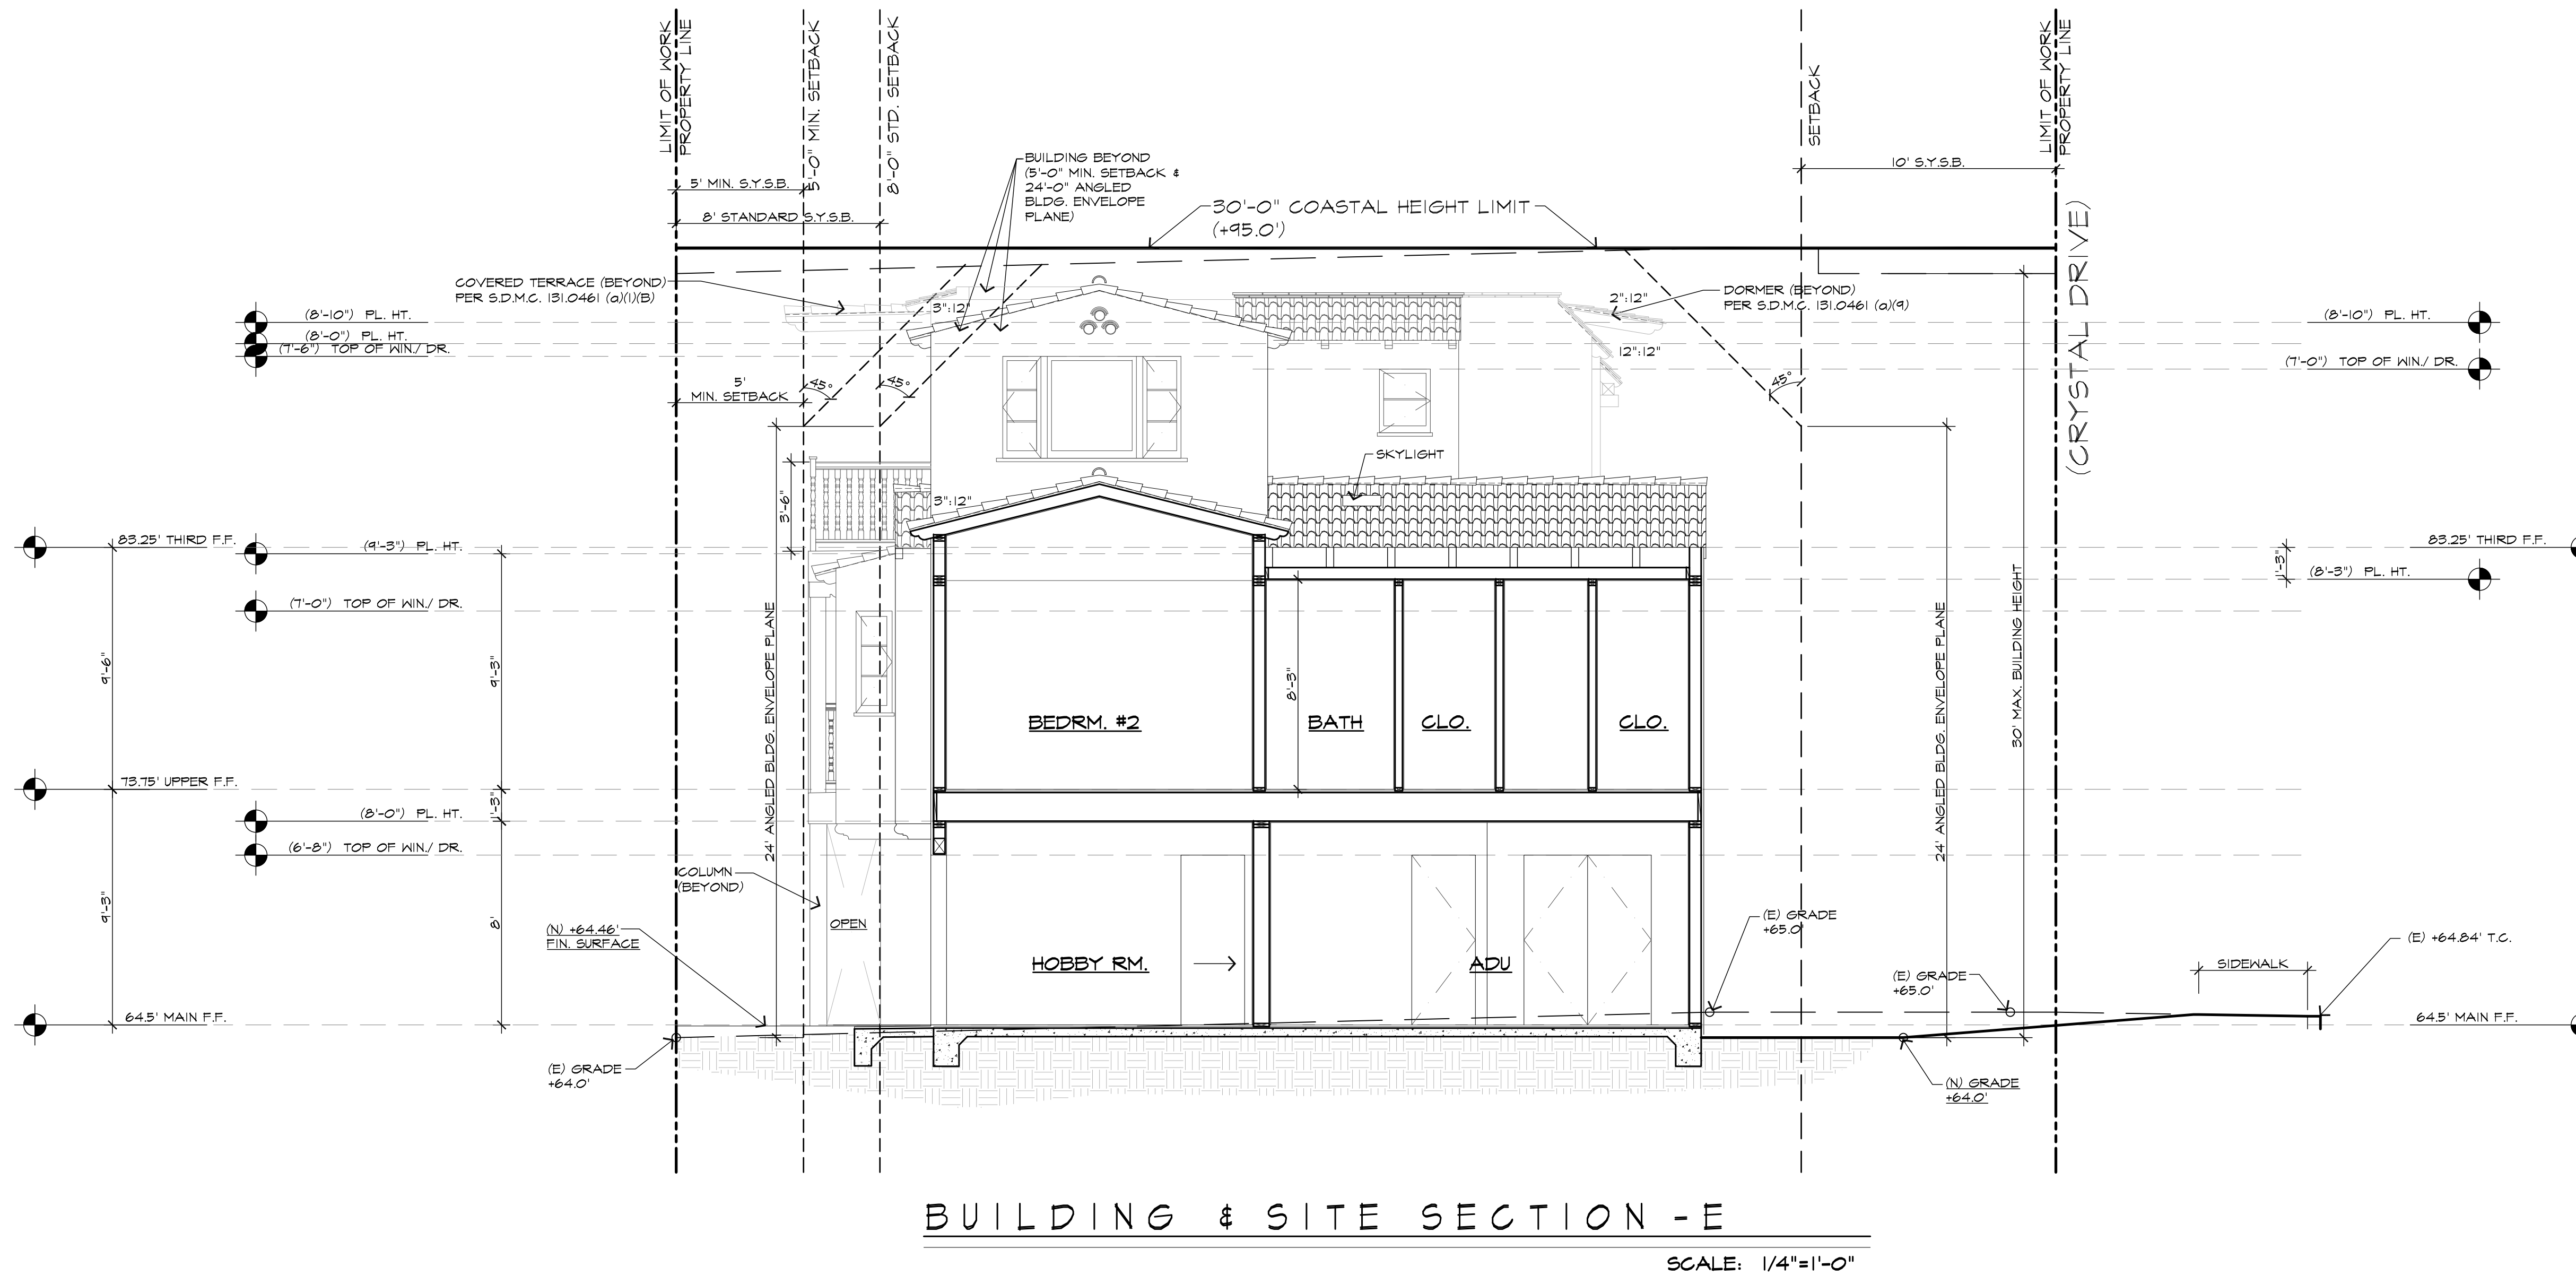 LIMIT OF WORK
PROPERTY LINE
5'-0" MIN. SETBACK
8'-0" STD. SETBACK
SETBACK
LIMIT OF WORK
PROPERTY LINE
5' MIN. S.Y.S.B.
8' STANDARD S.Y.S.B.
BUILDING BEYOND
(5'-0" MIN. SETBACK &
24'-0" ANGLED
BLDG. ENVELOPE
PLANE)
10' S.Y.S.B.
30'-0" COASTAL HEIGHT LIMIT
(+95.0')
(CRYSTAL DRIVE)
COVERED TERRACE (BEYOND)
PER S.D.M.C. 131.0461 (a)(1)(B)
DORMER (BEYOND)
PER S.D.M.C. 131.0461 (a)(9)
3":12"
2":12"
12":12"
(8'-10") PL. HT.
(8'-0") PL. HT.
(7'-6") TOP OF WIN./ DR.
(8'-10") PL. HT.
(7'-0") TOP OF WIN./ DR.
5'
MIN. SETBACK
45°
45°
45°
SKYLIGHT
3'-6"
3":12"
83.25' THIRD F.F.
(9'-3") PL. HT.
(7'-0") TOP OF WIN./ DR.
83.25' THIRD F.F.
1'-3"
(8'-3") PL. HT.
9'-6"
9'-3"
24' ANGLED BLDG. ENVELOPE PLANE
8'-3"
24' ANGLED BLDG. ENVELOPE PLANE
30' MAX. BUILDING HEIGHT
BEDRM. #2
BATH
CLO.
CLO.
73.75' UPPER F.F.
1'-3"
(8'-0") PL. HT.
(6'-8") TOP OF WIN./ DR.
9'-3"
8'
COLUMN
(BEYOND)
OPEN
(N) +64.46'
FIN. SURFACE
HOBBY RM.
ADU
(E) GRADE
+65.0'
(E) GRADE
+65.0'
SIDEWALK
(E) +64.84' T.C.
64.5' MAIN F.F.
64.5' MAIN F.F.
(E) GRADE
+64.0'
(N) GRADE
+64.0'
BUILDING & SITE SECTION -E
SCALE: 1/4"=1'-0"